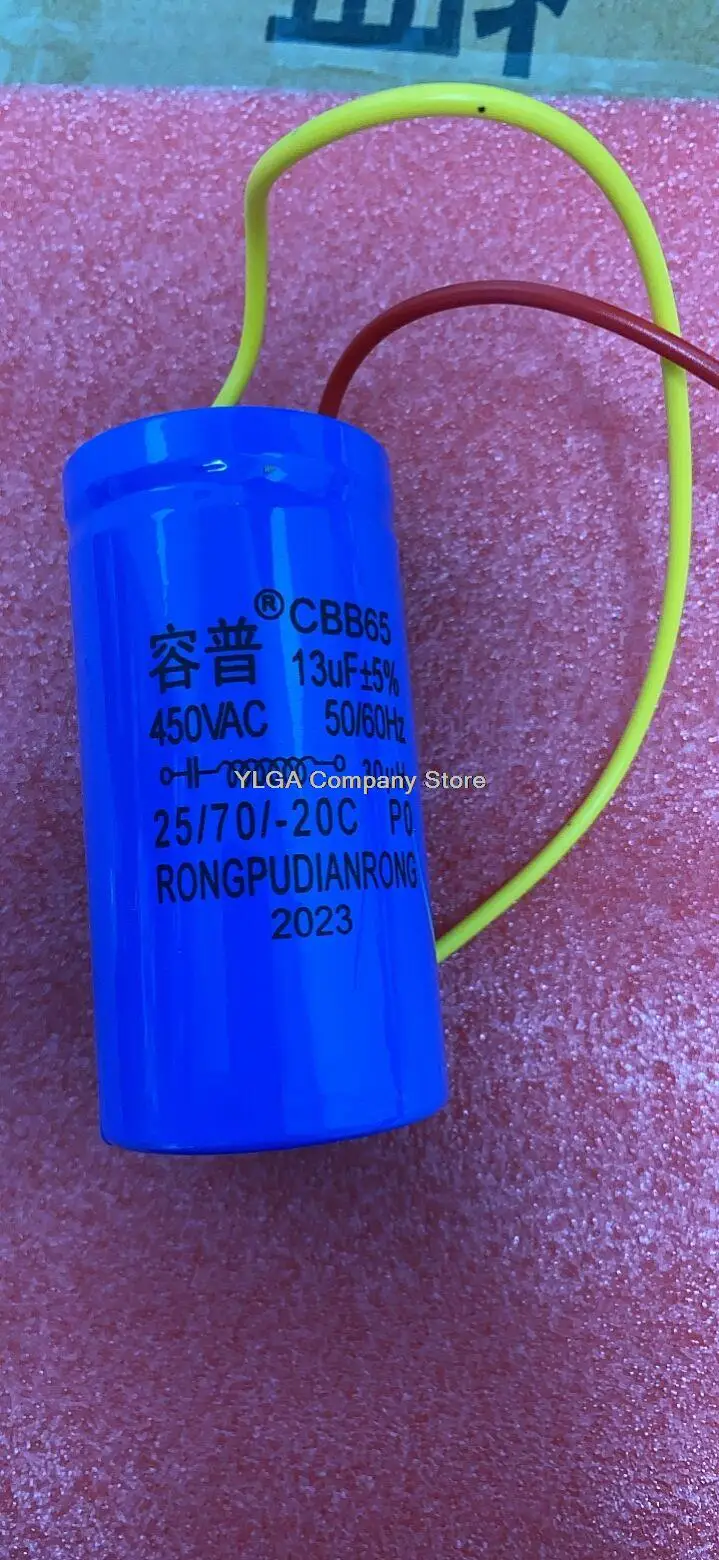 ® CBB65
容普 13uF±5%
450VAC 50/60Hz
YLGA Company Store
25/70/-20C P0
RONGPUDIANRONG
2023